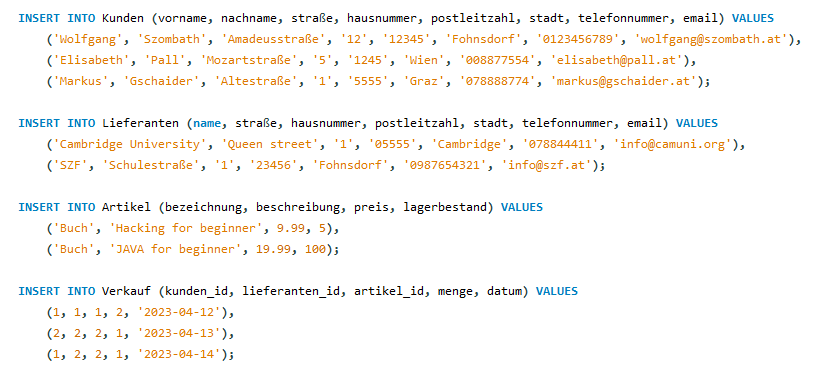 INSERT INTO Kunden (vorname, nachname, straße, hausnummer, postleitzahl, stadt, telefonnummer, email) VALUES
('Wolfgang', 'Szombath', 'Amadeusstraße', '12', '12345', 'Fohnsdorf', '0123456789', 'wolfgang@szombath.at'),
('Elisabeth', 'Pall', 'Mozartstraße', '5', '1245', 'Wien', '008877554', 'elisabeth@pall.at'),
('Markus', 'Gschaider', 'Altestraße', '1', '5555', 'Graz', '078888774', 'markus@gschaider.at');
INSERT INTO Lieferanten (name, straße, hausnummer, postleitzahl, stadt, telefonnummer, email) VALUES
('Cambridge University', 'Queen street', '1', '05555', 'Cambridge', '078844411', 'info@camuni.org'),
('SZF', 'Schulestraße', '1', '23456', 'Fohnsdorf', '0987654321', 'info@szf.at');
INSERT INTO Artikel (bezeichnung, beschreibung, preis, lagerbestand) VALUES
('Buch', 'Hacking for beginner', 9.99, 5),
('Buch', 'JAVA for beginner', 19.99, 100);
INSERT INTO Verkauf (kunden_id, lieferanten_id, artikel_id, menge, datum) VALUES
(1, 1, 1, 2, '2023-04-12'),
(2, 2, 2, 1, '2023-04-13'),
(1, 2, 2, 1, '2023-04-14');